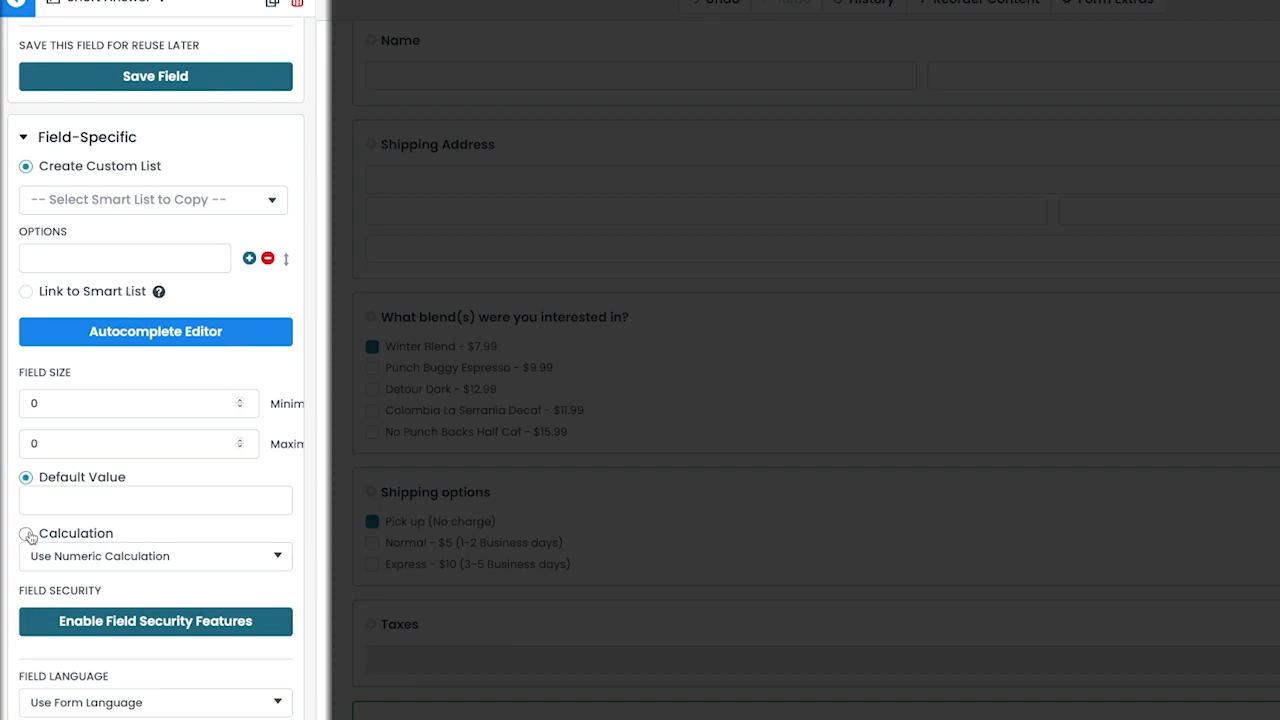 SAVE THIS FIELD FOR REUSE LATER
Save Field
Field-Specific
Create Custom List
-- Select Smart List to Copy --
OPTIONS
Link to Smart List
Autocomplete Editor
FIELD SIZE
0
Minim
0
Maxim
Default Value
Calculation
Use Numeric Calculation
FIELD SECURITY
Enable Field Security Features
FIELD LANGUAGE
Use Form Language
History
Reorder Content
Form Extras
Name
Shipping Address
What blend(s) were you interested in?
Winter Blend - $7.99
Punch Buggy Espresso - $9.99
Detour Dark - $12.99
Colombia La Serrania Decaf - $11.99
No Punch Backs Half Caf - $15.99
Shipping options
Pick up (No charge)
Normal - $5 (1-2 Business days)
Express - $10 (3-5 Business days)
Taxes